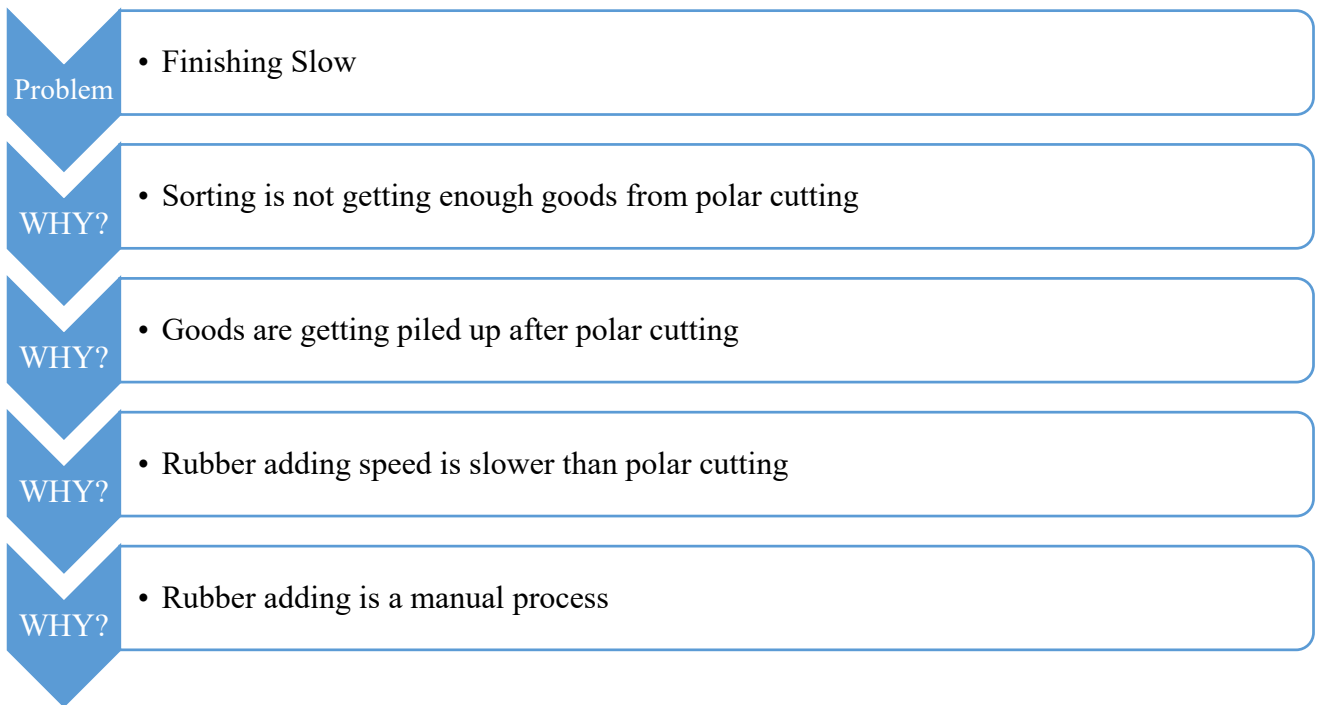 Problem
• Finishing Slow
WHY?
• Sorting is not getting enough goods from polar cutting
WHY?
• Goods are getting piled up after polar cutting
WHY?
• Rubber adding speed is slower than polar cutting
WHY?
• Rubber adding is a manual process